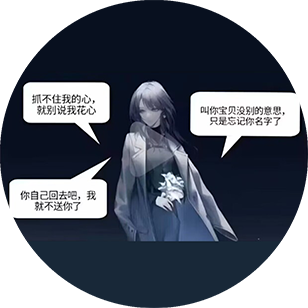 抓不住我的心，
就别说我花心
叫你宝贝没别的意思，
只是忘记你名字了
你自己回去吧，我
就不送你了